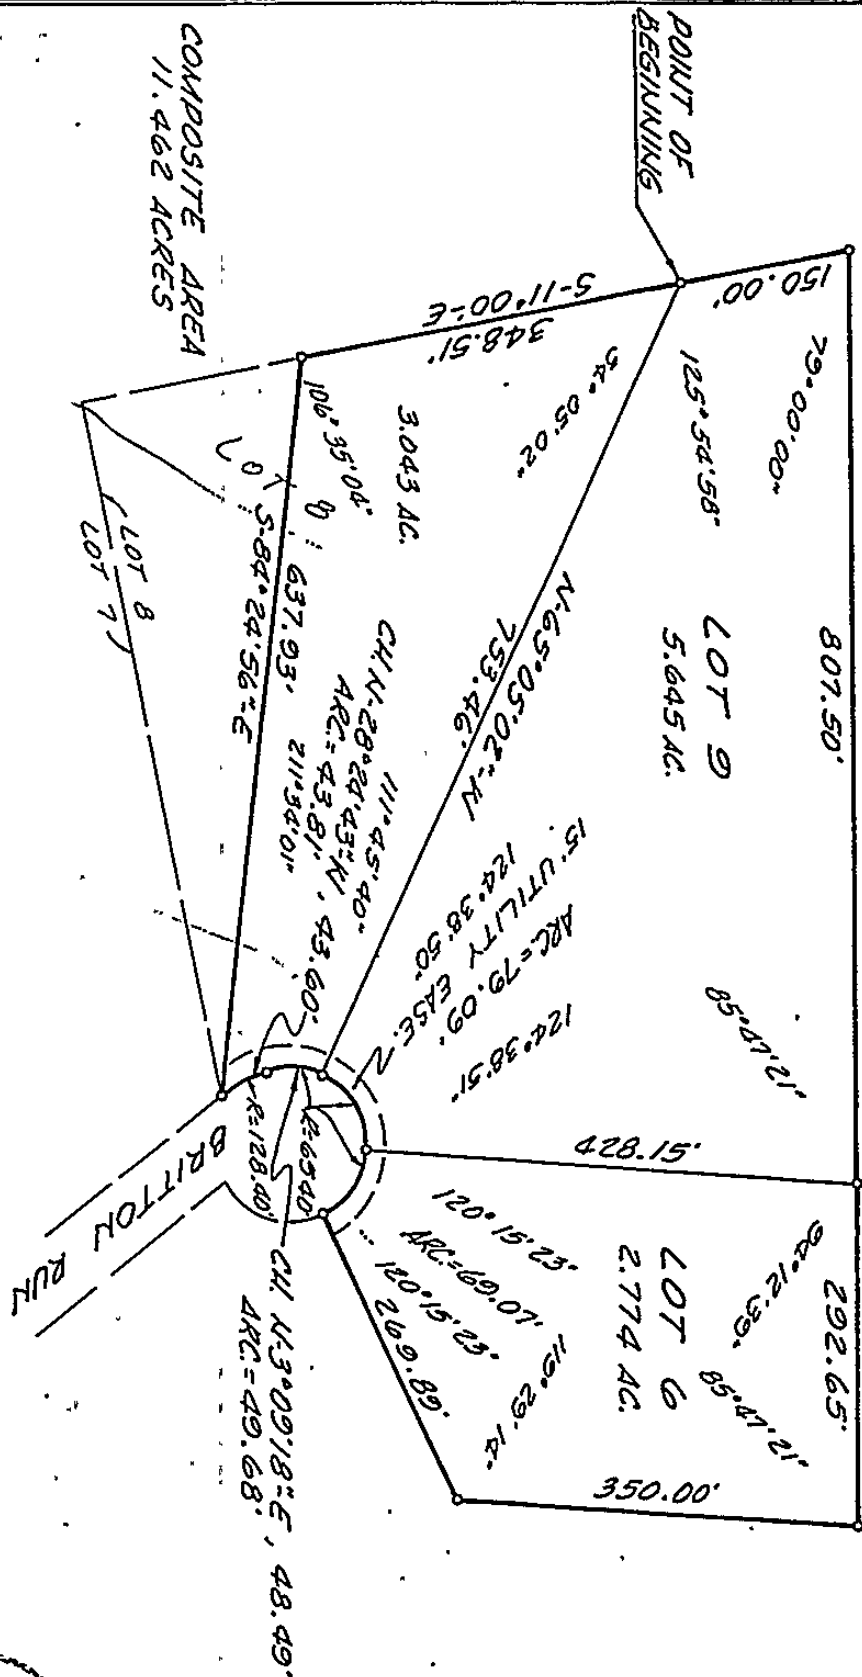 POINT OF
BEGINNING
150.00'
79°00'00"
807.50'
S-11°00'-E
348.51'
125°54'58"
54°05'02"
LOT 9
5.645 AC.
85°47'21"
N-65°05'02"-W
753.46'
3.043 AC.
106°35'04"
COMPOSITE AREA
11.462 ACRES
LOT 8
637.93'
S-84°24'56"-E
LOT 8
LOT 7
111°45'40"
CH. N-28°24'43"-W, 43.60'
ARC=43.81'
211°34'01"
15' UTILITY EASE.
ARC.=79.09'
124°38'50"
124°38'51"
428.15'
292.65'
94°12'39"
85°47'21"
LOT 6
2.774 AC.
120°15'23"
ARC=69.07'
120°15'23"
119°29'14"
350.00'
269.89'
R=65.40'
R=128.40'
BRITTON RUN
CH. N-3°09'18"-E, 48.49'
ARC=49.68'